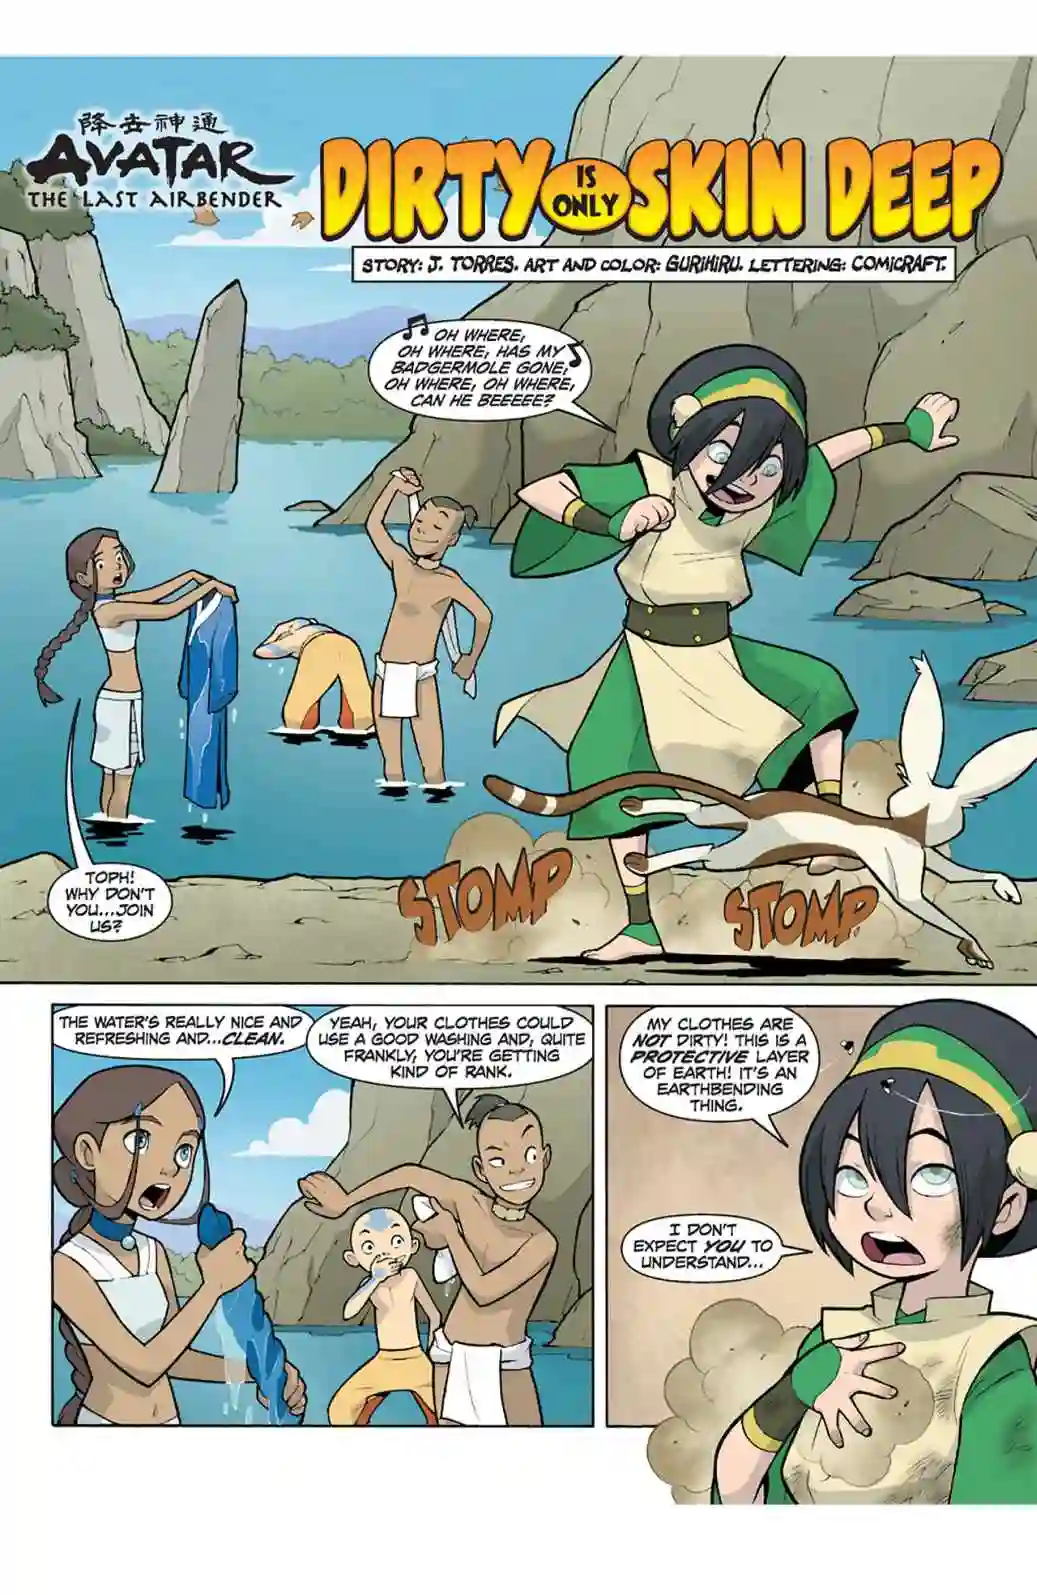 降去神通
AVATAR
THE LAST AIRBENDER
DIRTY IS ONLY SKIN DEEP
STORY: J. TORRES. ART AND COLOR: GURIHIRU. LETTERING: COMICRAFT.
OH WHERE,
OH WHERE, HAS MY
BADGERMOLE GONE,
OH WHERE, OH WHERE,
CAN HE BEEEEE?
TOPH!
WHY DON'T
YOU...JOIN
US?
STOMP
STOMP
THE WATER'S REALLY NICE AND
REFRESHING AND...CLEAN.
YEAH, YOUR CLOTHES COULD
USE A GOOD WASHING AND, QUITE
FRANKLY, YOU'RE GETTING
KIND OF RANK.
MY CLOTHES ARE
NOT DIRTY! THIS IS A
PROTECTIVE LAYER
OF EARTH! IT'S AN
EARTHBENDING
THING.
I DON'T
EXPECT YOU TO
UNDERSTAND...